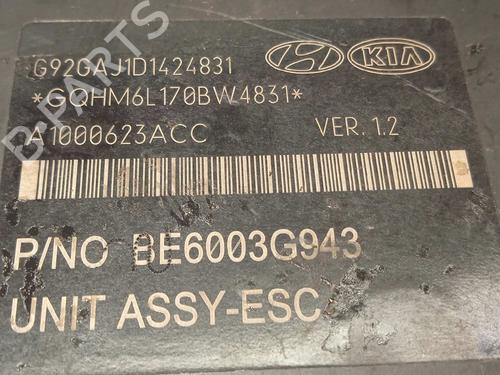 G92GAJ1D1424831
KIA
*GQHM6L170BW4831*
A1000623ACC VER. 1.2
P/NO BE6003G943
UNIT ASSY-ESC
B-PARTS